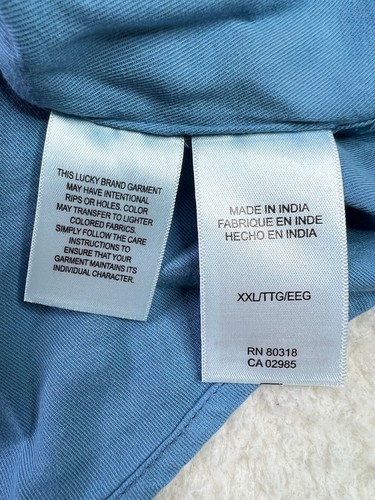 THIS LUCKY BRAND GARMENT
MAY HAVE INTENTIONAL
RIPS OR HOLES. COLOR
MAY TRANSFER TO LIGHTER
COLORED FABRICS.
SIMPLY FOLLOW THE CARE
INSTRUCTIONS TO
ENSURE THAT YOUR
GARMENT MAINTAINS ITS
INDIVIDUAL CHARACTER.
MADE IN INDIA
FABRIQUE EN INDE
HECHO EN INDIA
XXL/TTG/EEG
RN 80318
CA 02985